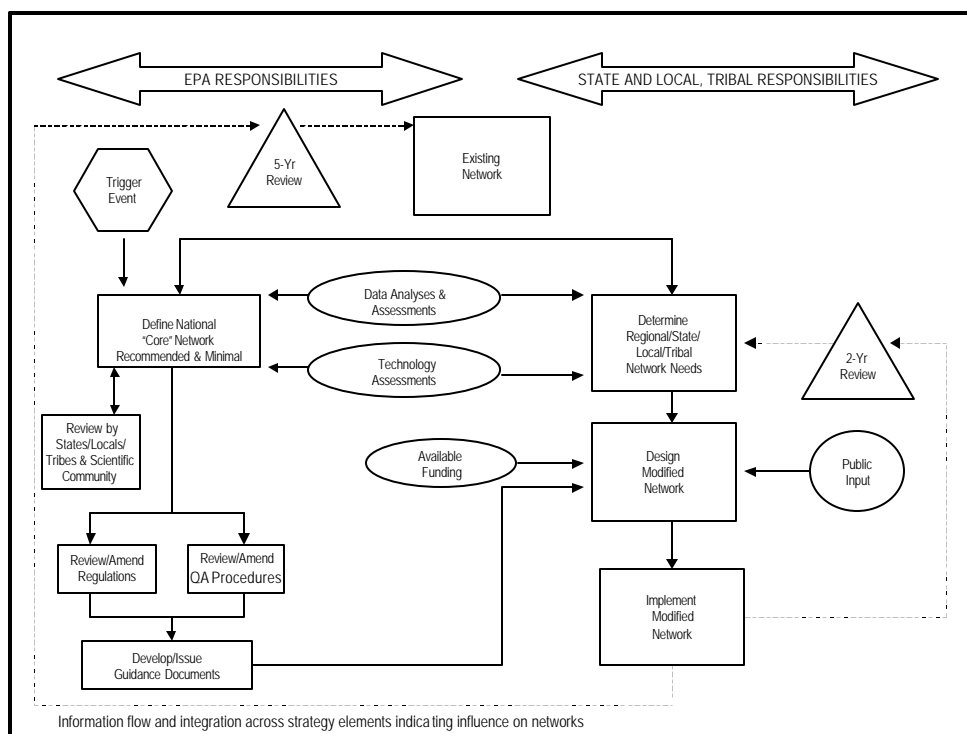 EPA RESPONSIBILITIES
STATE AND LOCAL, TRIBAL RESPONSIBILITIES
5-Yr
Review
Existing
Network
Trigger
Event
Data Analyses &
Assessments
Define National
"Core" Network
Recommended & Minimal
Determine
Regional/State/
Local/Tribal
Network Needs
Technology
Assessments
2-Yr
Review
Review by
States/Locals/
Tribes & Scientific
Community
Available
Funding
Design
Modified
Network
Public
Input
Review/Amend
Regulations
Review/Amend
QA Procedures
Implement
Modified
Network
Develop/Issue
Guidance Documents
Information flow and integration across strategy elements indicating influence on networks